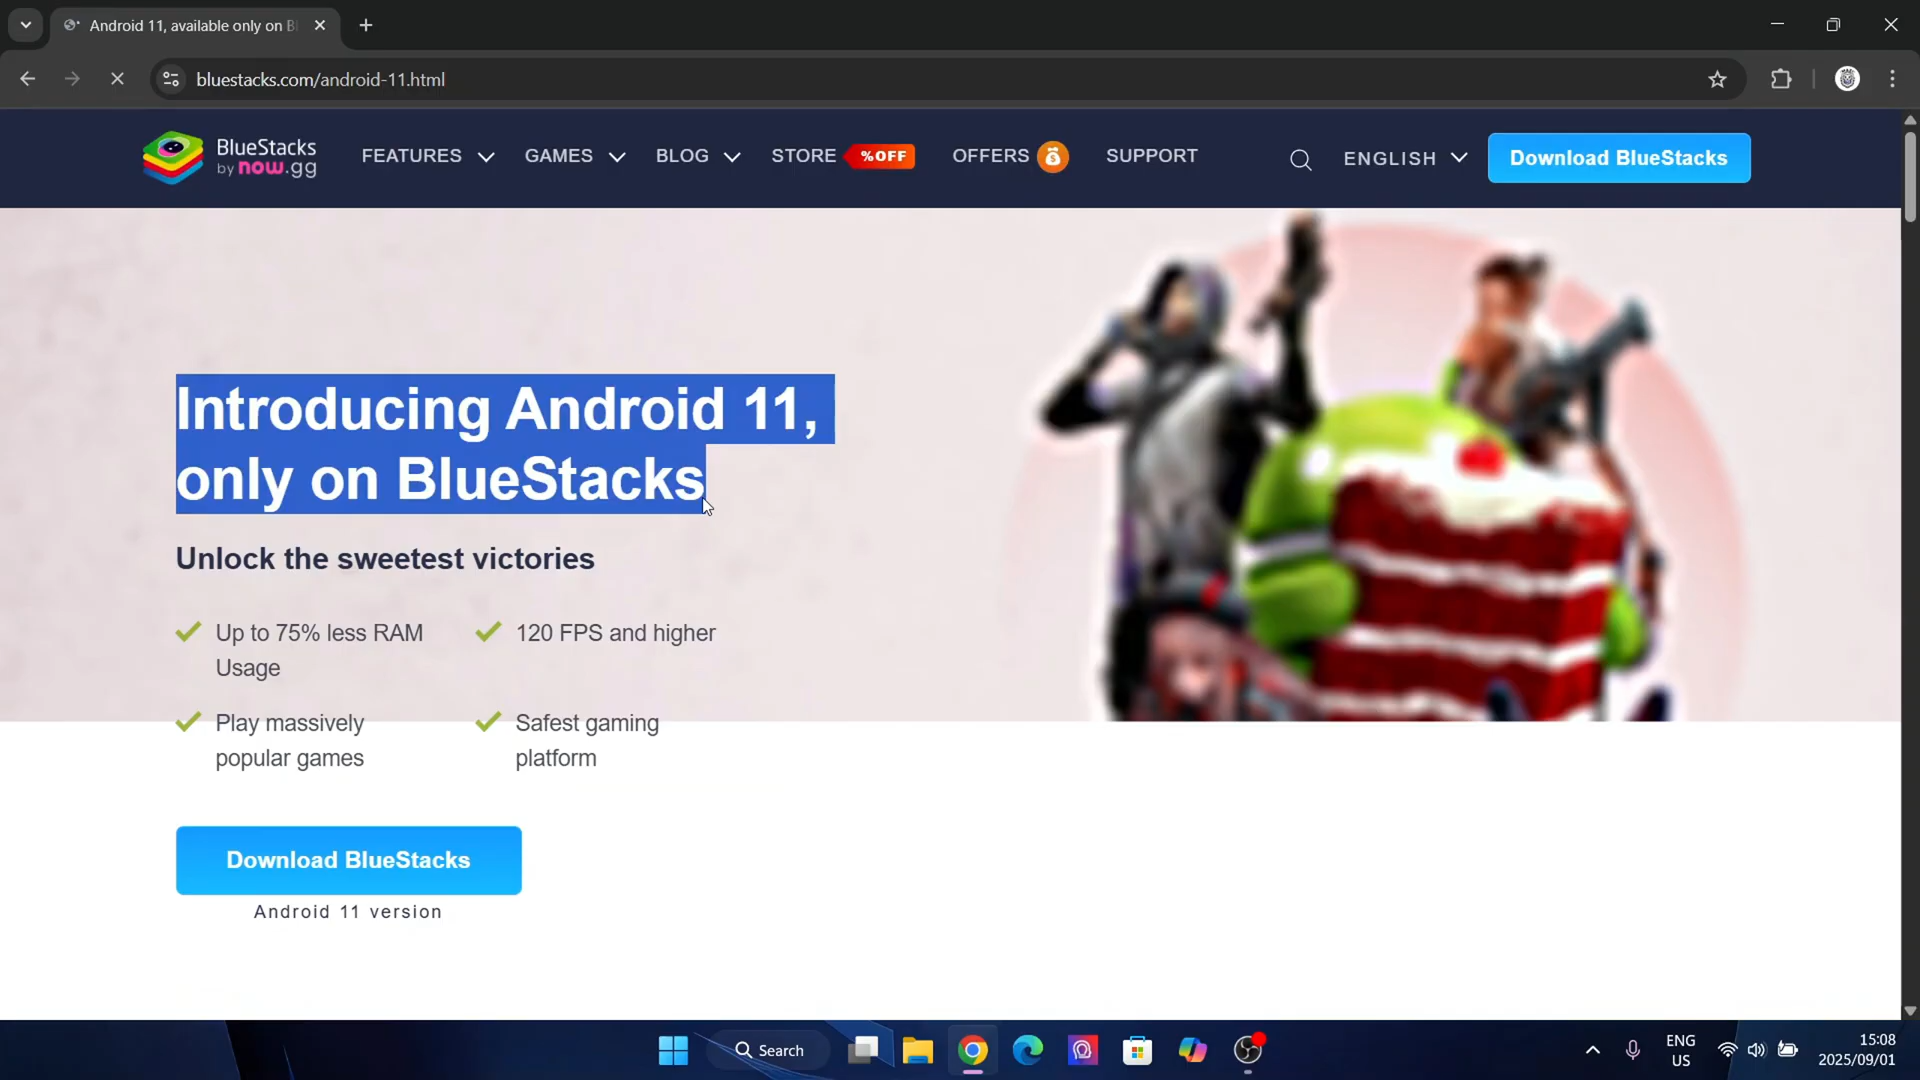 Android 11, available only on B
bluestacks.com/android-11.html
BlueStacks
by now.gg
FEATURES
GAMES
BLOG
STORE
%OFF
OFFERS
SUPPORT
ENGLISH
Download BlueStacks
Introducing Android 11,
only on BlueStacks
Unlock the sweetest victories
Up to 75% less RAM
Usage
120 FPS and higher
Play massively
popular games
Safest gaming
platform
Download BlueStacks
Android 11 version
Search
ENG
US
15:08
2025/09/01